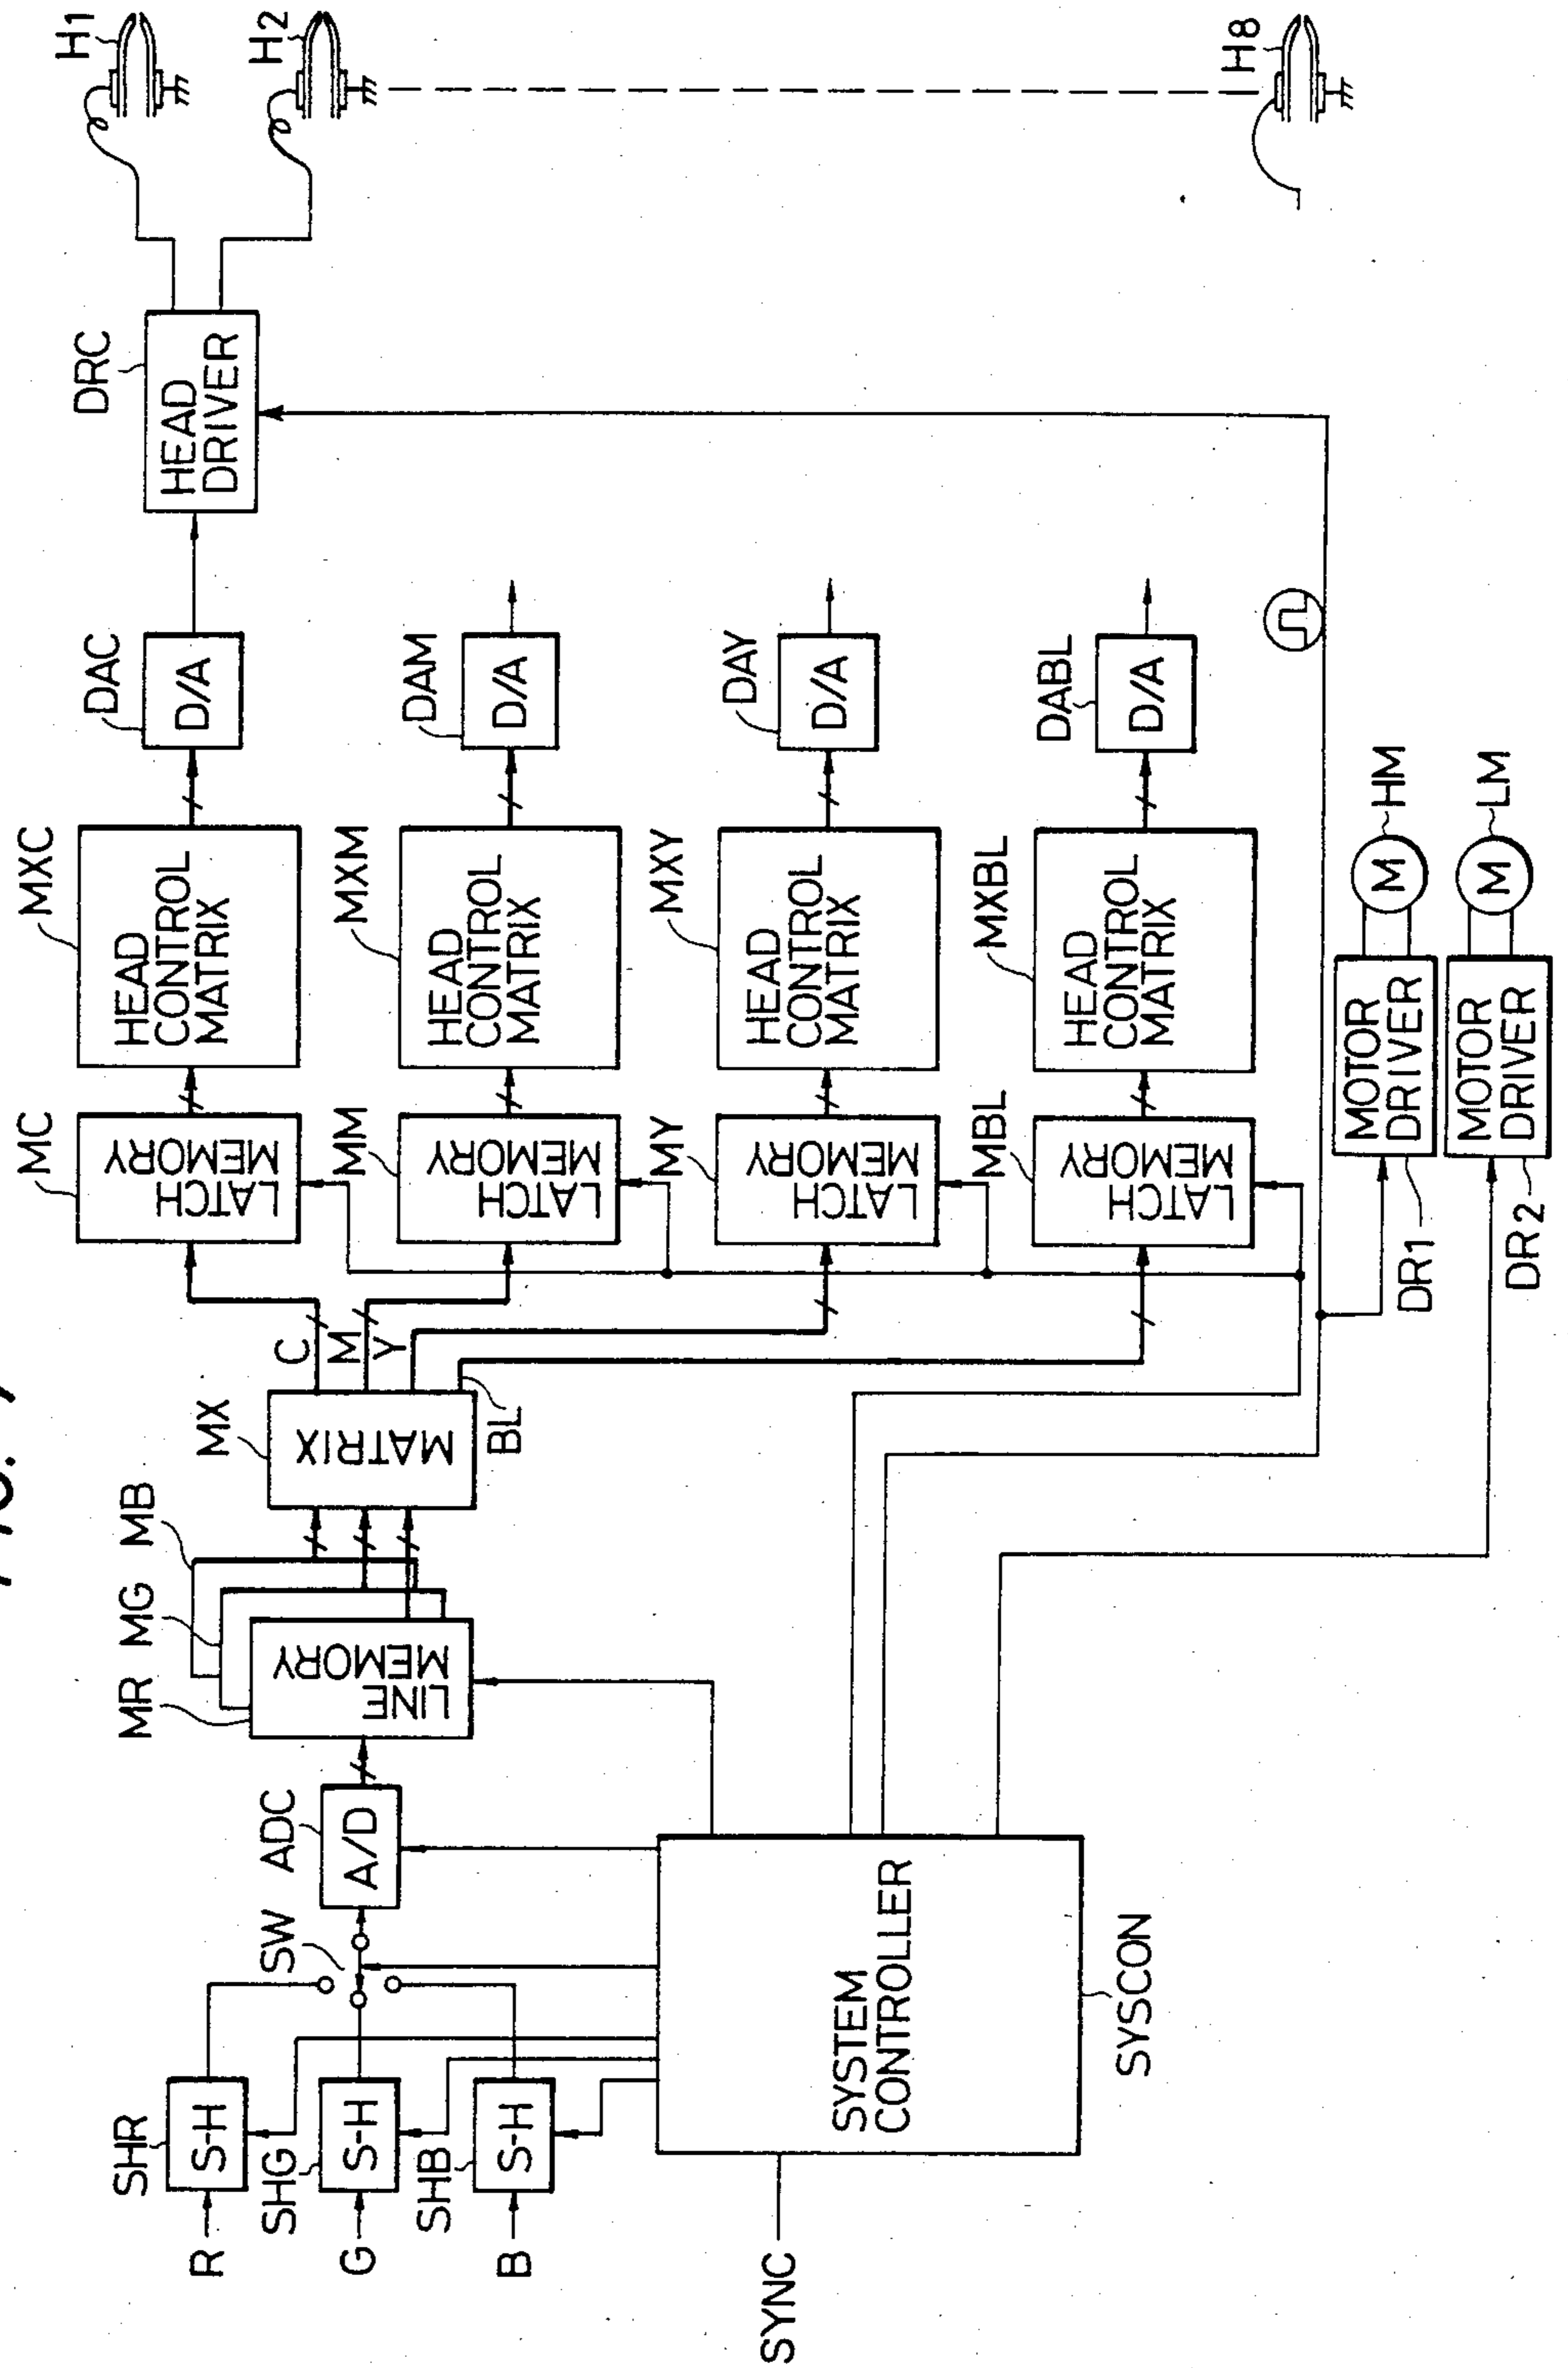 R
G
B
SYNC
SHR
S-H
SHG
S-H
SHB
S-H
SW
ADC
A/D
SYSTEM
CONTROLLER
SYSCON
MR
MG
MB
LINE
MEMORY
MX
MATRIX
C
M
Y
BL
MC
LATCH
MEMORY
MM
LATCH
MEMORY
MY
LATCH
MEMORY
MBL
LATCH
MEMORY
MXC
HEAD
CONTROL
MATRIX
MXM
HEAD
CONTROL
MATRIX
MXY
HEAD
CONTROL
MATRIX
MXBL
HEAD
CONTROL
MATRIX
DAC
D/A
DAM
D/A
DAY
D/A
DABL
D/A
DRC
HEAD
DRIVER
H1
H2
H8
MOTOR
DRIVER
DR1
M
HM
MOTOR
DRIVER
DR2
M
LM